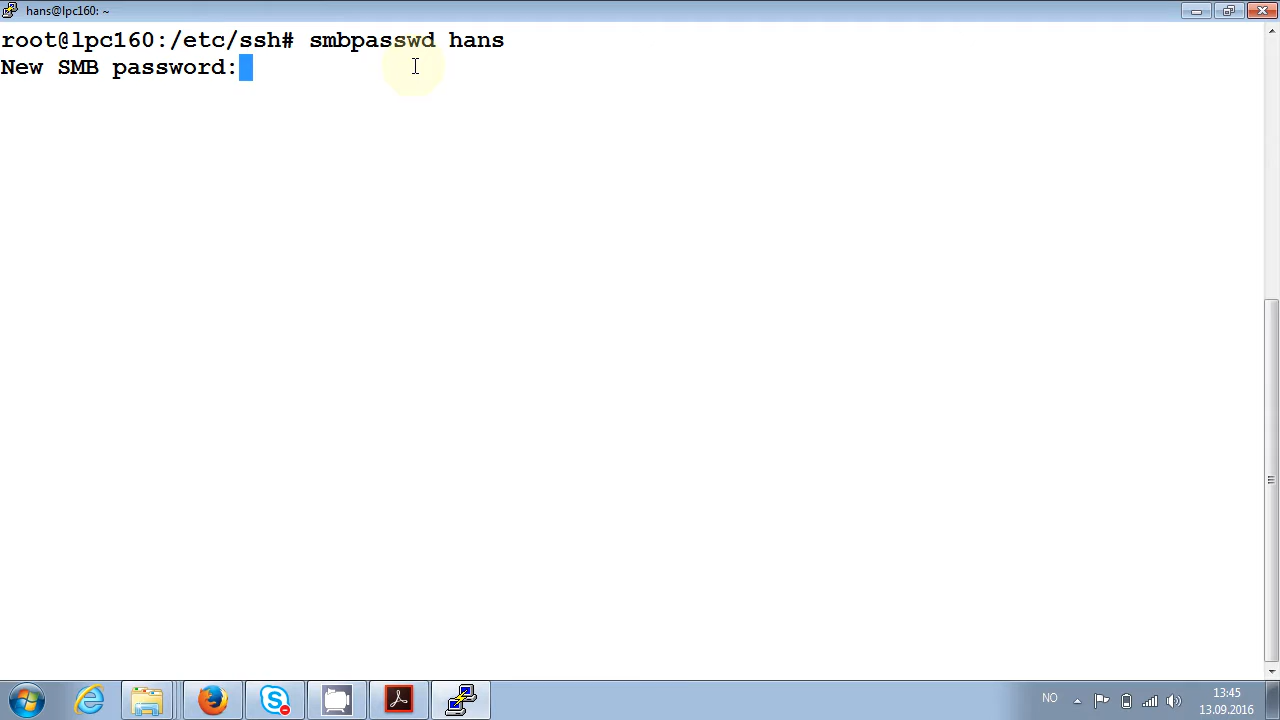 hans@lpc160: ~
root@lpc160:/etc/ssh# smbpasswd hans
New SMB password:
NO
13:45
13.09.2016